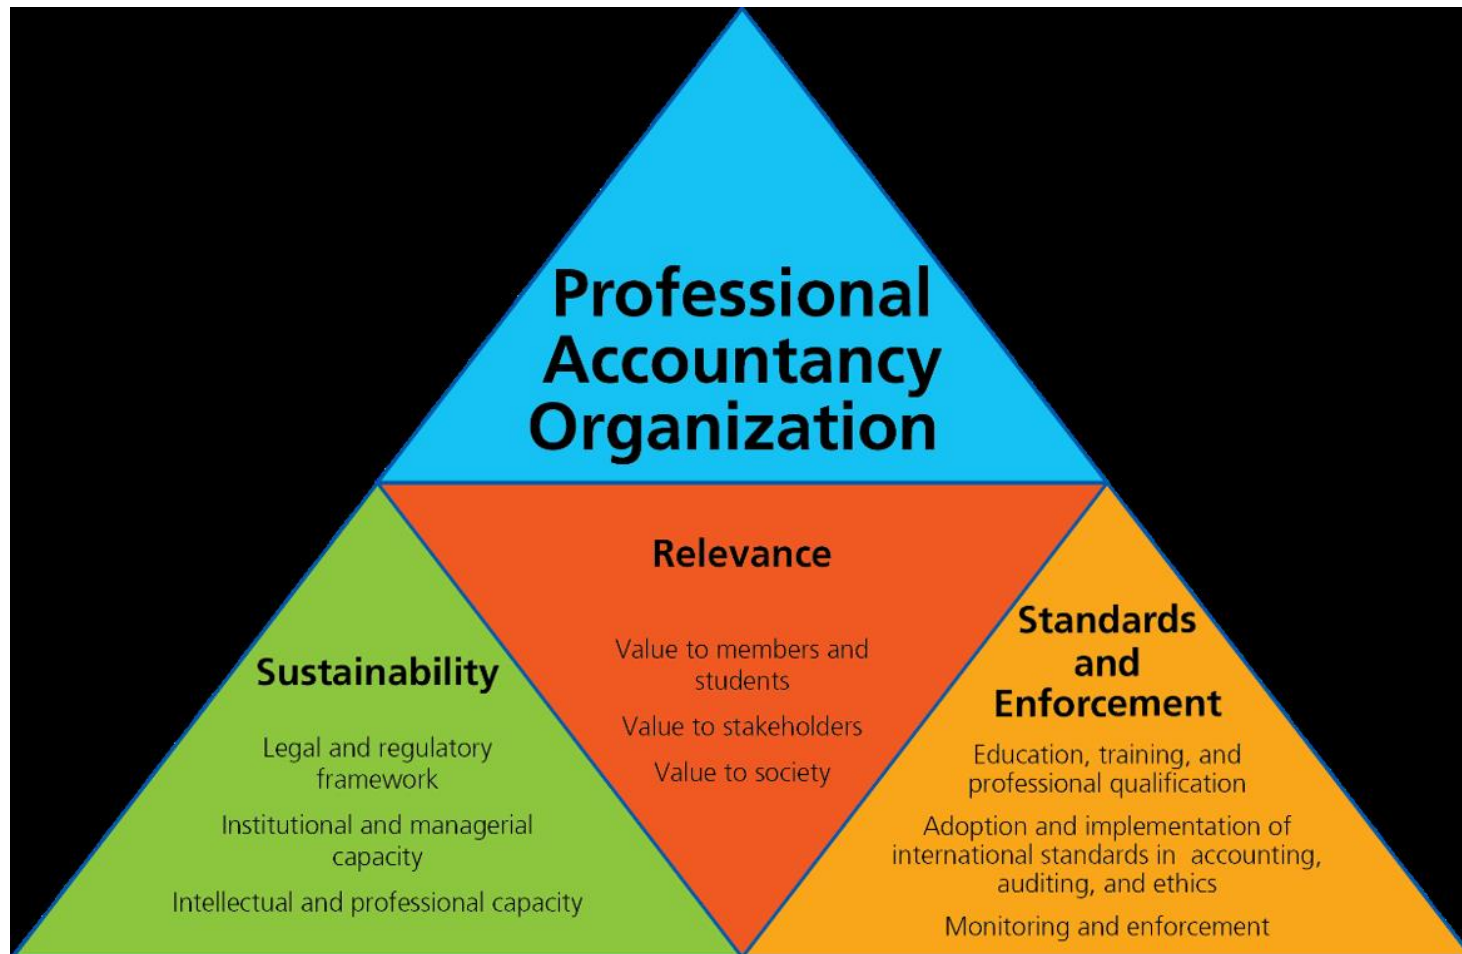 Professional
Accountancy
Organization
Relevance
Value to members and
students
Value to stakeholders
Value to society
Sustainability
Legal and regulatory
framework
Institutional and managerial
capacity
Intellectual and professional capacity
Standards
and
Enforcement
Education, training, and
professional qualification
Adoption and implementation of
international standards in accounting,
auditing, and ethics
Monitoring and enforcement